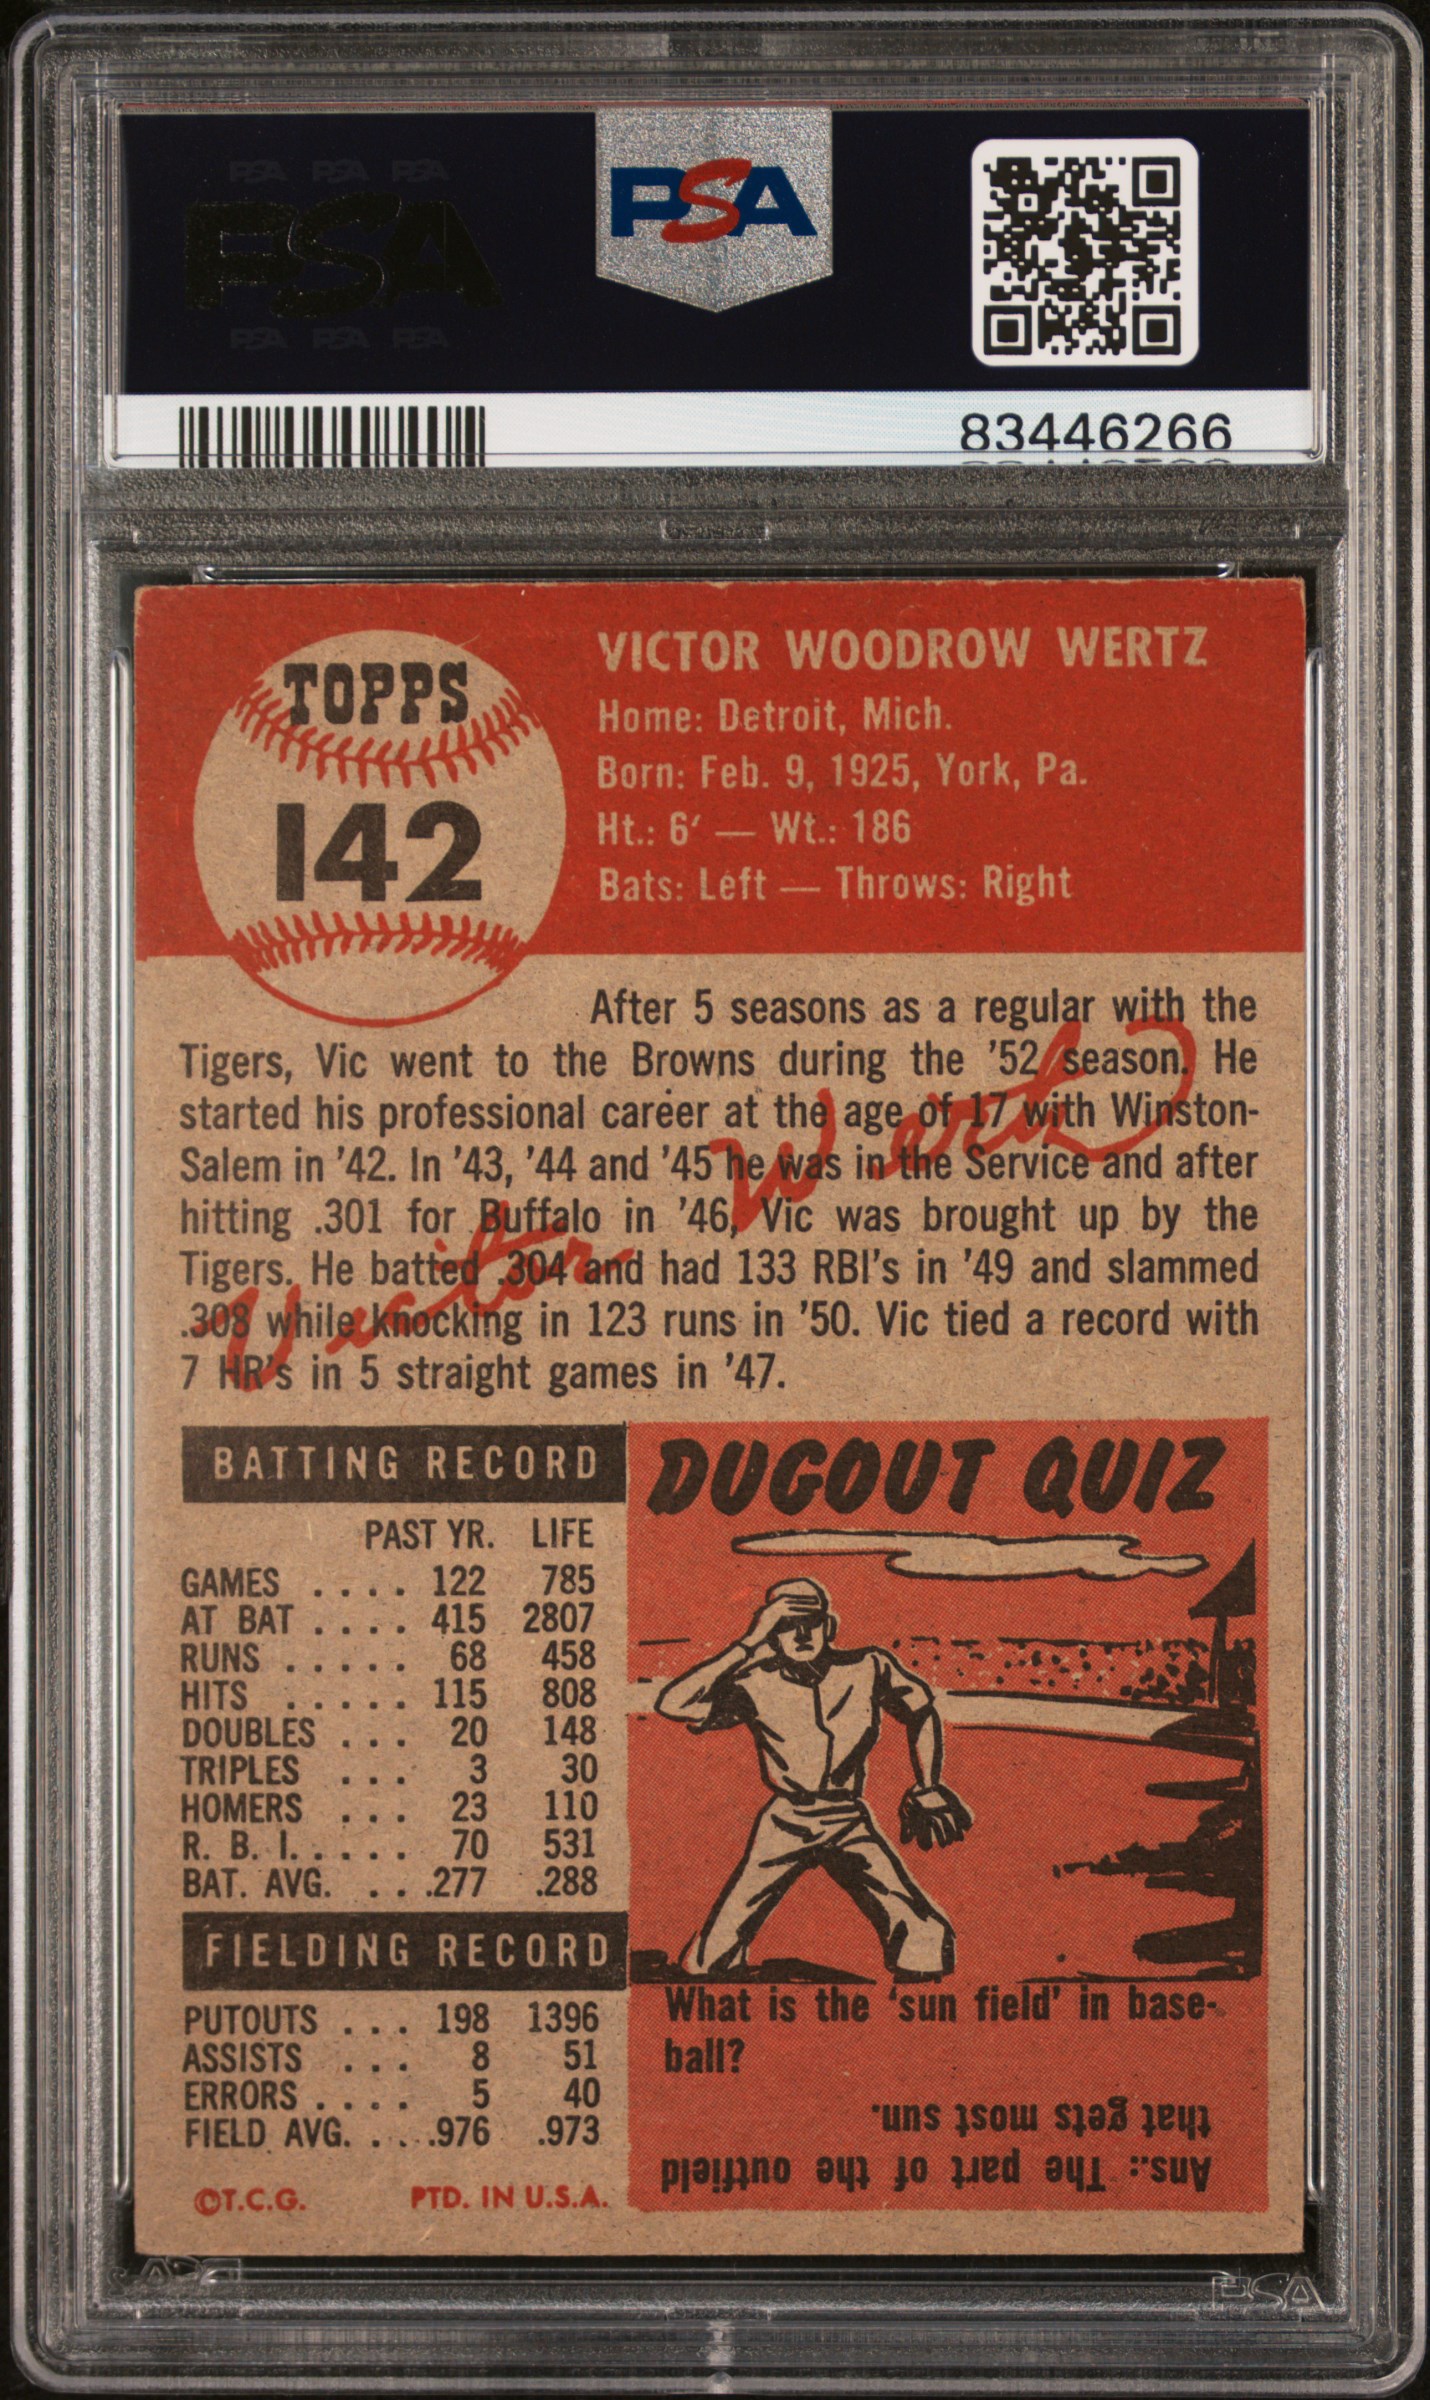 PSA PSA PSA
PSA
PSA PSA PSA
PSA
83446266
TOPPS
142
VICTOR WOODROW WERTZ
Home: Detroit, Mich.
Born: Feb. 9, 1925, York, Pa.
Ht.: 6′ — Wt.: 186
Bats: Left — Throws: Right
After 5 seasons as a regular with the
Tigers, Vic went to the Browns during the ’52 season. He
started his professional career at the age of 17 with Winston-
Salem in ’42. In ’43, ’44 and ’45 he was in the Service and after
hitting .301 for Buffalo in ’46, Vic was brought up by the
Tigers. He batted .304 and had 133 RBI’s in ’49 and slammed
.308 while knocking in 123 runs in ’50. Vic tied a record with
7 HR’s in 5 straight games in ’47.
Victor Wertz
BATTING RECORD
PAST YR. LIFE
GAMES . . . . 122 785
AT BAT . . . . 415 2807
RUNS . . . . . 68 458
HITS . . . . . 115 808
DOUBLES . . . 20 148
TRIPLES . . . 3 30
HOMERS . . . 23 110
R. B. I. . . . . 70 531
BAT. AVG. . . .277 .288
FIELDING RECORD
PUTOUTS . . . 198 1396
ASSISTS . . . 8 51
ERRORS . . . . 5 40
FIELD AVG. . . .976 .973
©T.C.G. PTD. IN U.S.A.
DUGOUT QUIZ
What is the ‘sun field’ in base-
ball?
Ans.: The part of the outfield
that gets most sun.
PSA
PSA